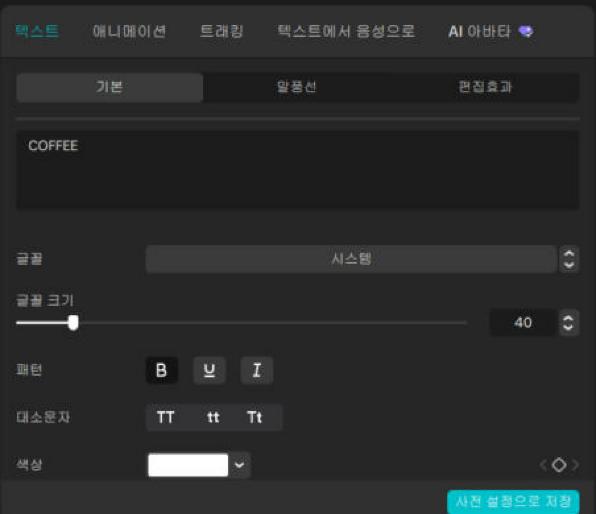 텍스트 애니메이션 트래킹 텍스트에서 음성으로 AI 아바타
기본 말풍선 편집효과
COFFEE
글꼴 시스템
글꼴 크기
40
패턴 B U I
대소문자 TT tt Tt
색상
사전 설정으로 저장